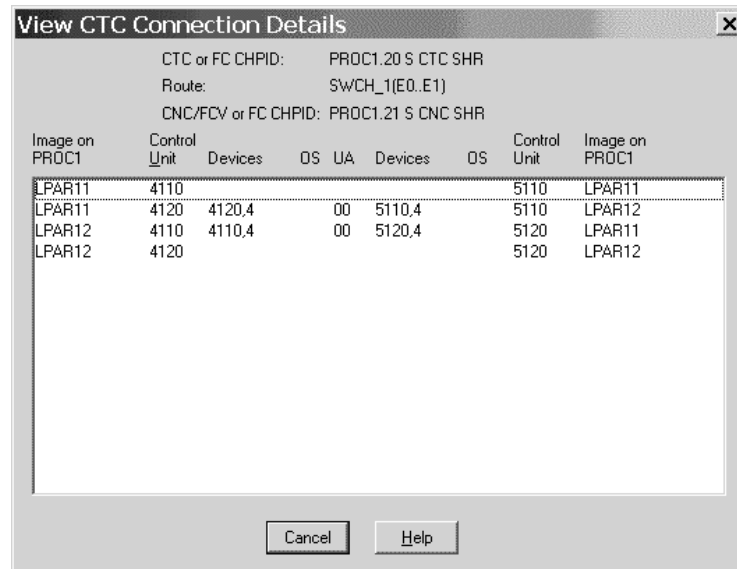 View CTC Connection Details
CTC or FC CHPID: PROC1.20 S CTC SHR
Route: SWCH_1(E0..E1)
CNC/FCV or FC CHPID: PROC1.21 S CNC SHR
Image on PROC1 Control Unit Devices OS UA Devices OS Control Unit Image on PROC1
LPAR11 4110 5110 LPAR11
LPAR11 4120 4120,4 00 5110,4 5110 LPAR12
LPAR12 4110 4110,4 00 5120,4 5120 LPAR11
LPAR12 4120 5120 LPAR12
Cancel Help